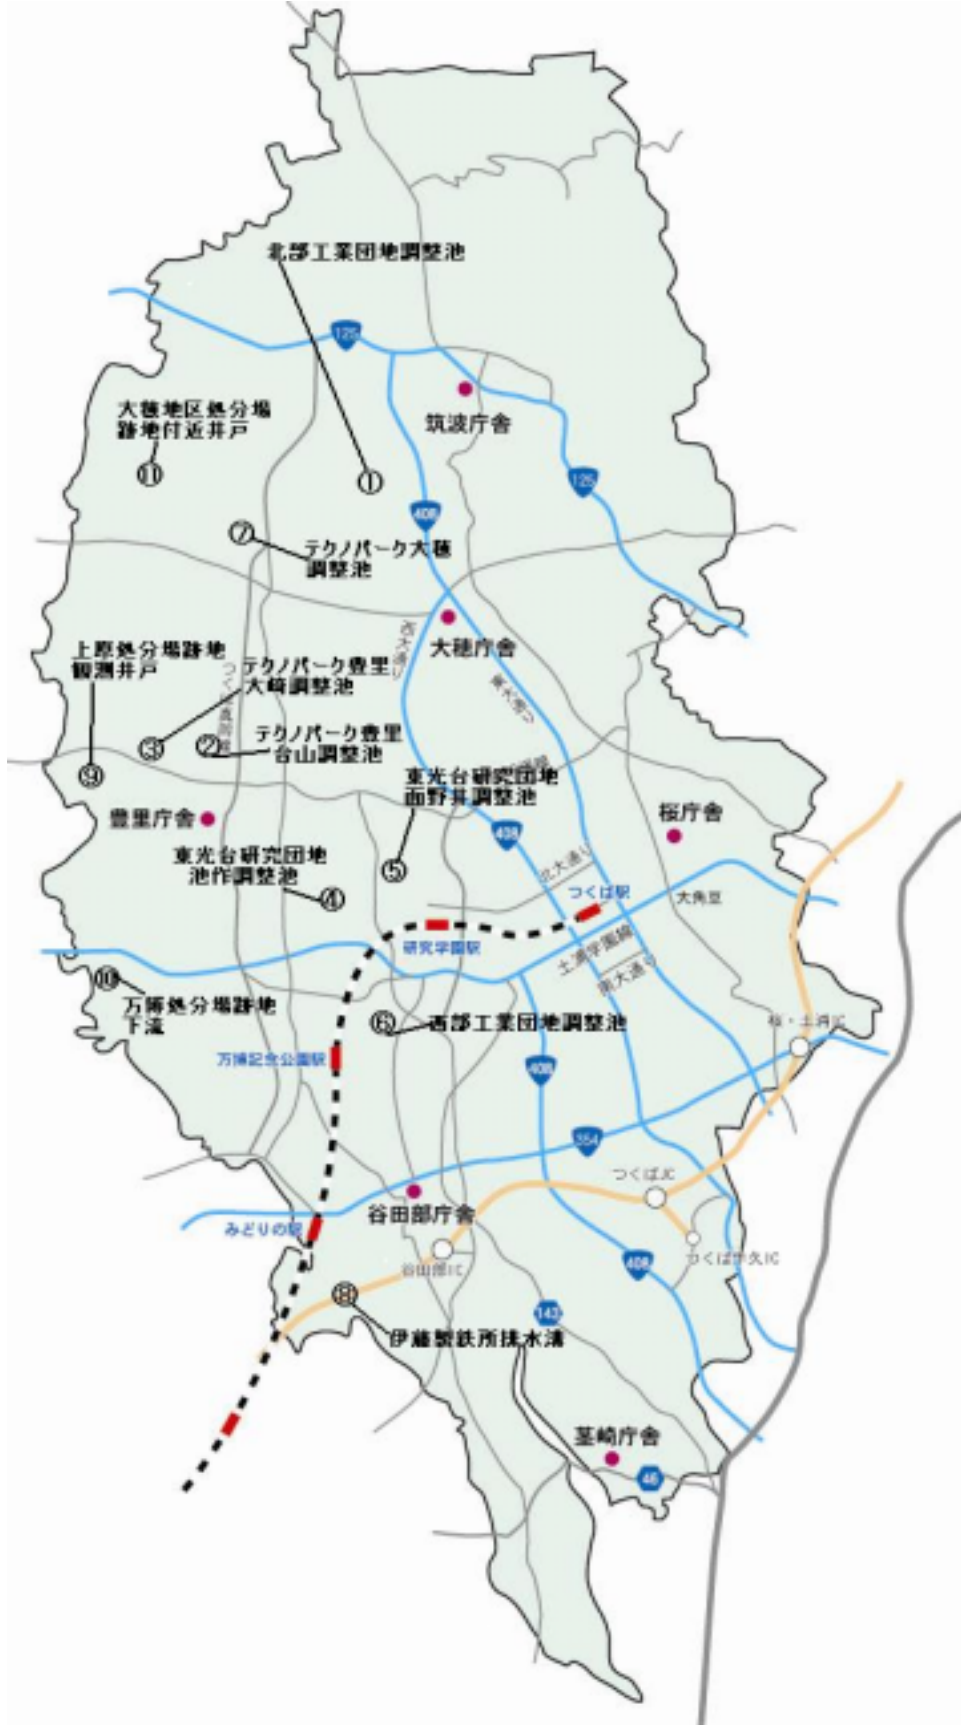 北部工業団地調整池
125
大穂地区処分場
跡地付近井戸
筑波庁舎
⑪
①
125
408
⑦
テクノパーク大穂
調整池
西大通り
大穂庁舎
上原処分場跡地
観測井戸
テクノパーク豊里
大崎調整池
東大通り
③
②
テクノパーク豊里
台山調整池
⑨
東光台研究団地
面野井調整池
豊里庁舎
408
桜庁舎
東光台研究団地
池作調整池
⑤
北大通り
④
つくば駅
大角豆
研究学園駅
土浦学園線
南大通り
⑩
万博処分場跡地
下流
⑥
西部工業団地調整池
桜・土浦IC
万博記念公園駅
408
354
つくばJC
谷田部庁舎
みどりの駅
谷田部IC
つくば牛久IC
408
⑧
143
伊藤製鉄所排水溝
茎崎庁舎
46